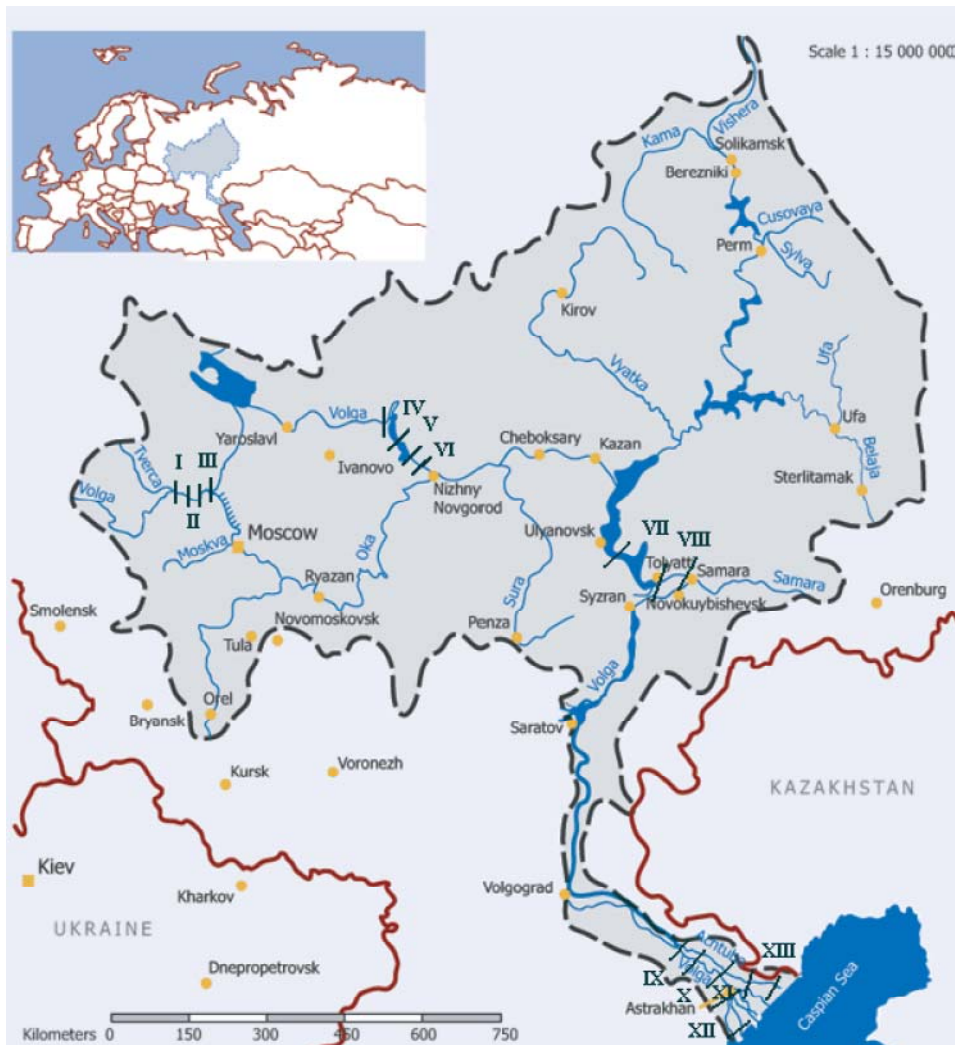 Scale 1 : 15 000 000
Kama
Vishera
Solikamsk
Berezniki
Cusovaya
Perm
Sylva
Kirov
Vyatka
Ufa
Volga
IV
V
Yaroslavl
VI
Cheboksary
Kazan
Ufa
Tverca
I
III
Ivanovo
Belaja
Volga
Nizhny
Novgorod
Sterlitamak
II
Moscow
Ulyanovsk
VII
VIII
Moskva
Oka
Tolyatti
Samara
Samara
Ryazan
Sura
Syzran
Novokuybishevsk
Orenburg
Smolensk
Novomoskovsk
Penza
Tula
Volga
Orel
Bryansk
Saratov
Voronezh
Kursk
KAZAKHSTAN
Kiev
Volgograd
Kharkov
UKRAINE
Achtuba
XIII
Volga
IX
Dnepropetrovsk
X
XI
Astrakhan
Caspian Sea
XII
Kilometers 0 150 300 450 600 750